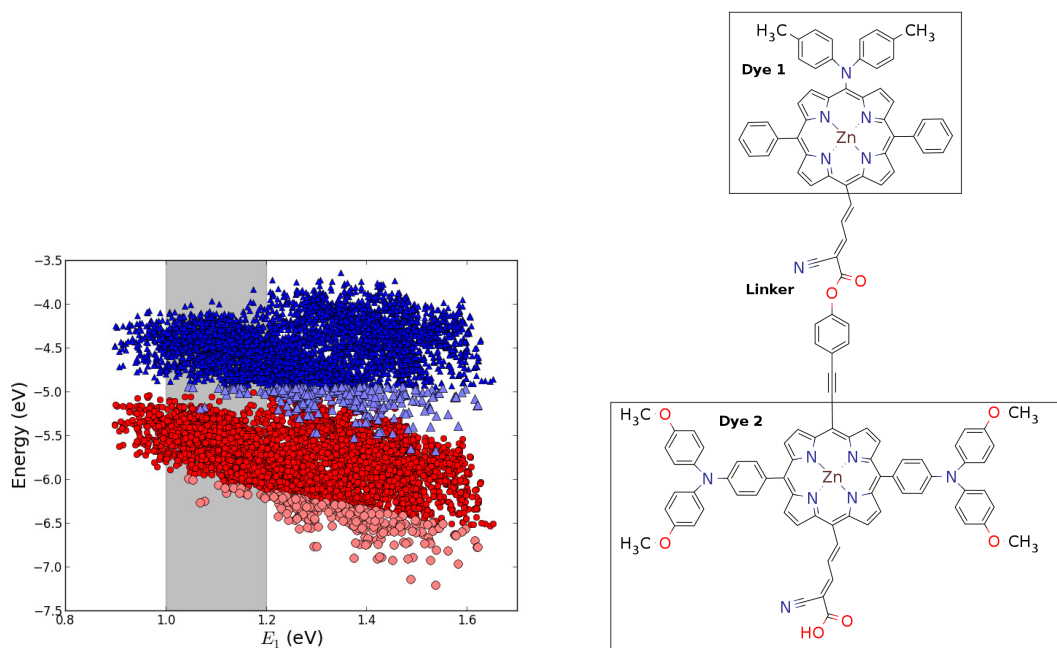 −3.5
−4.0
−4.5
−5.0
−5.5
−6.0
−6.5
−7.0
−7.5
Energy (eV)
0.8 1.0 1.2 1.4 1.6
E₁ (eV)
H₃C CH₃
Dye 1
N
N N
Zn
N N
N
O
Linker
O
Dye 2
H₃C O O CH₃
N N
N Zn N
N N
H₃C O O CH₃
N
O
HO